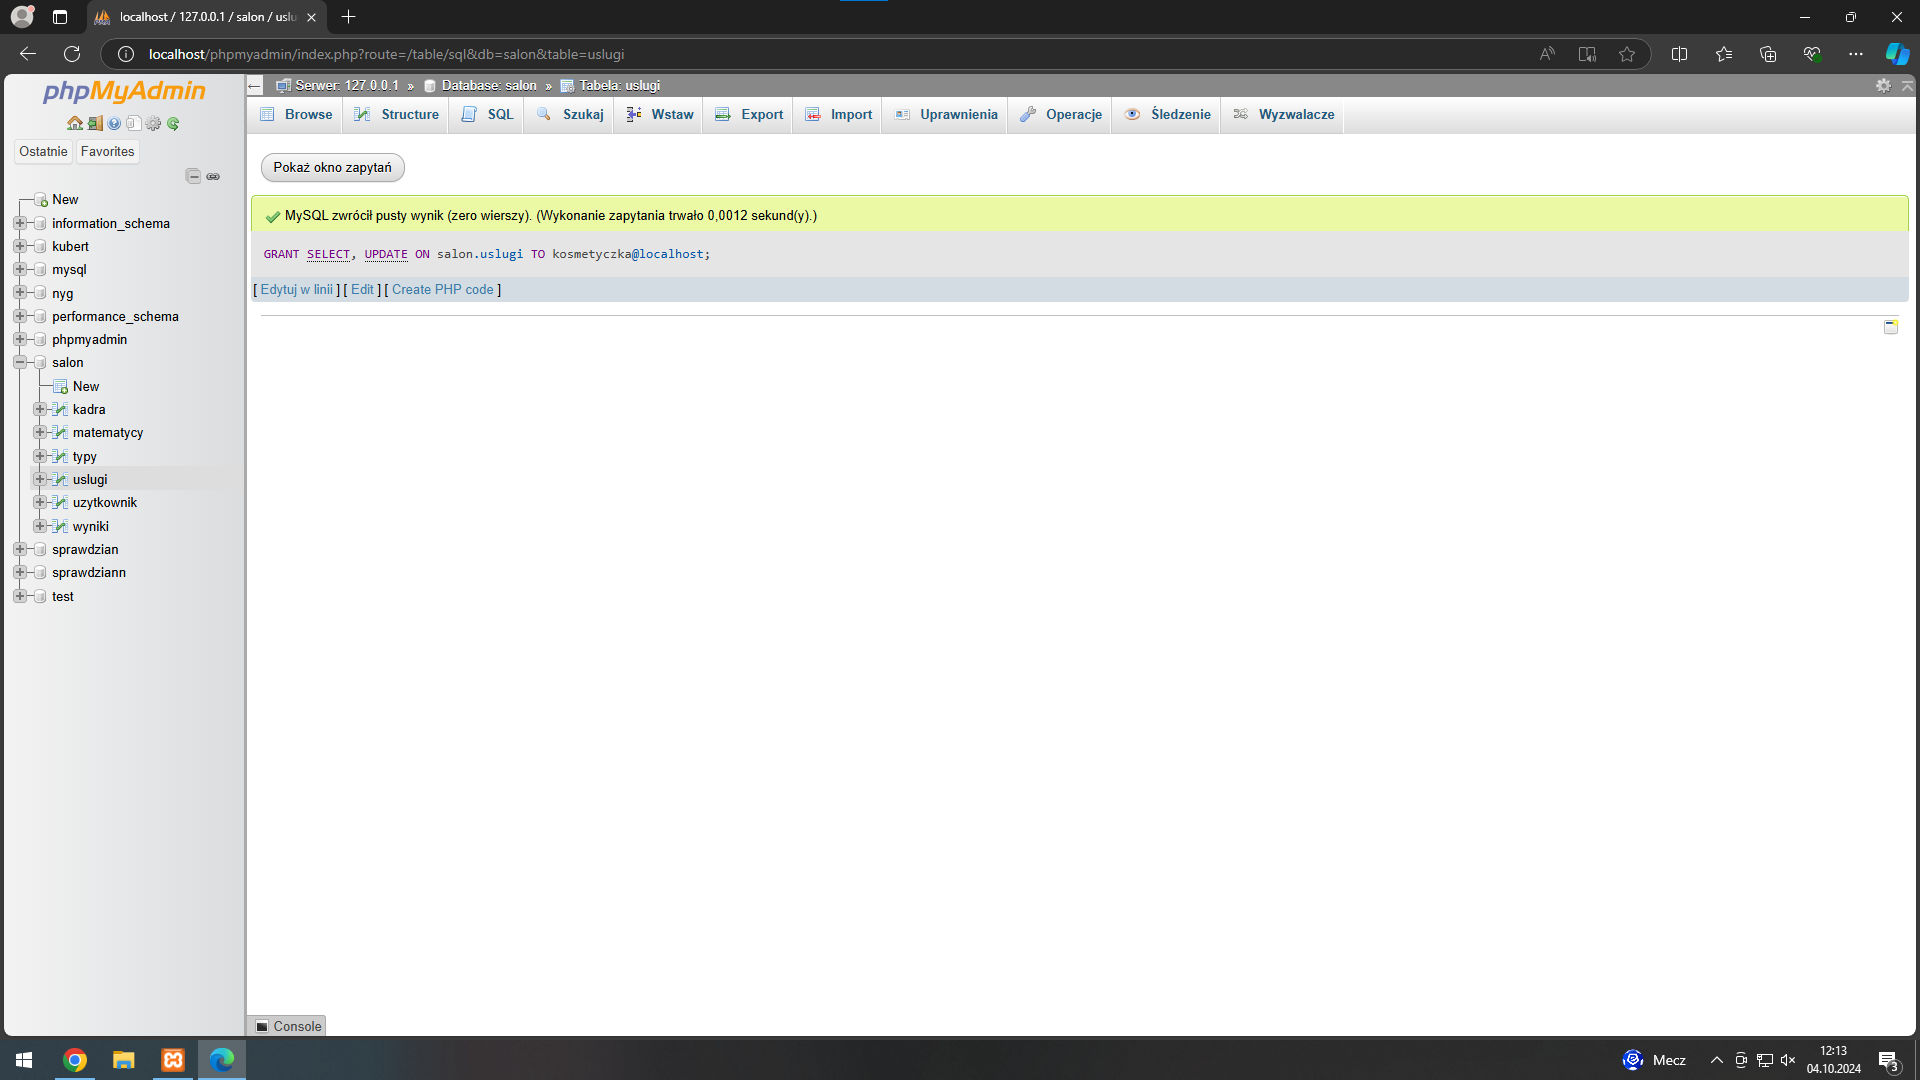 localhost / 127.0.0.1 / salon / uslu
localhost/phpmyadmin/index.php?route=/table/sql&db=salon&table=uslugi
phpMyAdmin
Ostatnie Favorites
New
information_schema
kubert
mysql
nyg
performance_schema
phpmyadmin
salon
New
kadra
matematycy
typy
uslugi
uzytkownik
wyniki
sprawdzian
sprawdziann
test
Serwer: 127.0.0.1 » Database: salon » Tabela: uslugi
Browse Structure SQL Szukaj Wstaw Export Import Uprawnienia Operacje Śledzenie Wyzwalacze
Pokaż okno zapytań
MySQL zwrócił pusty wynik (zero wierszy). (Wykonanie zapytania trwało 0,0012 sekund(y).)
GRANT SELECT, UPDATE ON salon.uslugi TO kosmetyczka@localhost;
[ Edytuj w linii ] [ Edit ] [ Create PHP code ]
Console
Mecz
12:13
04.10.2024
3